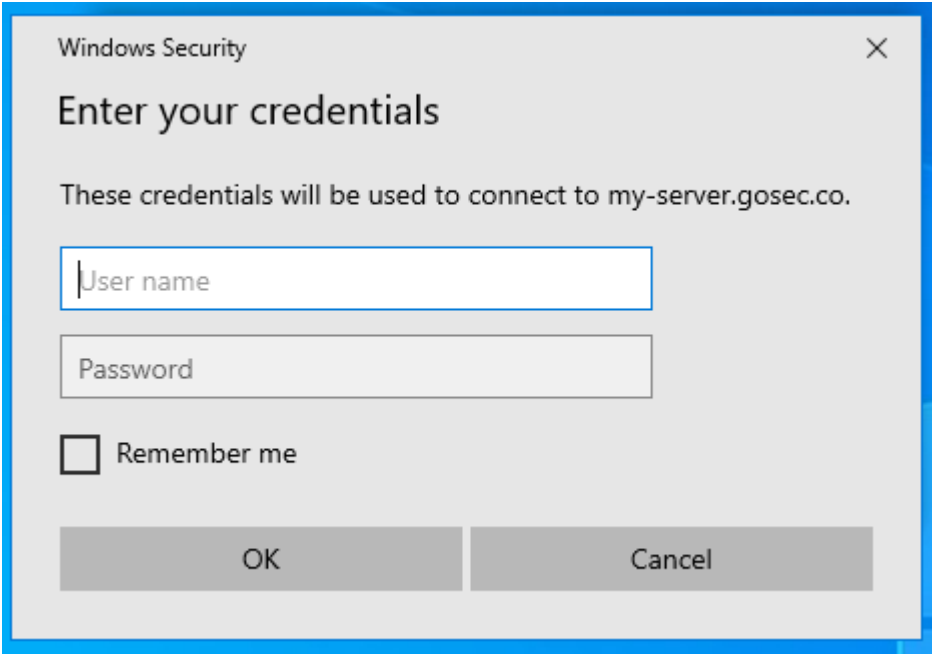 Windows Security
Enter your credentials
These credentials will be used to connect to my-server.gosec.co.
User name
Password
Remember me
OK
Cancel